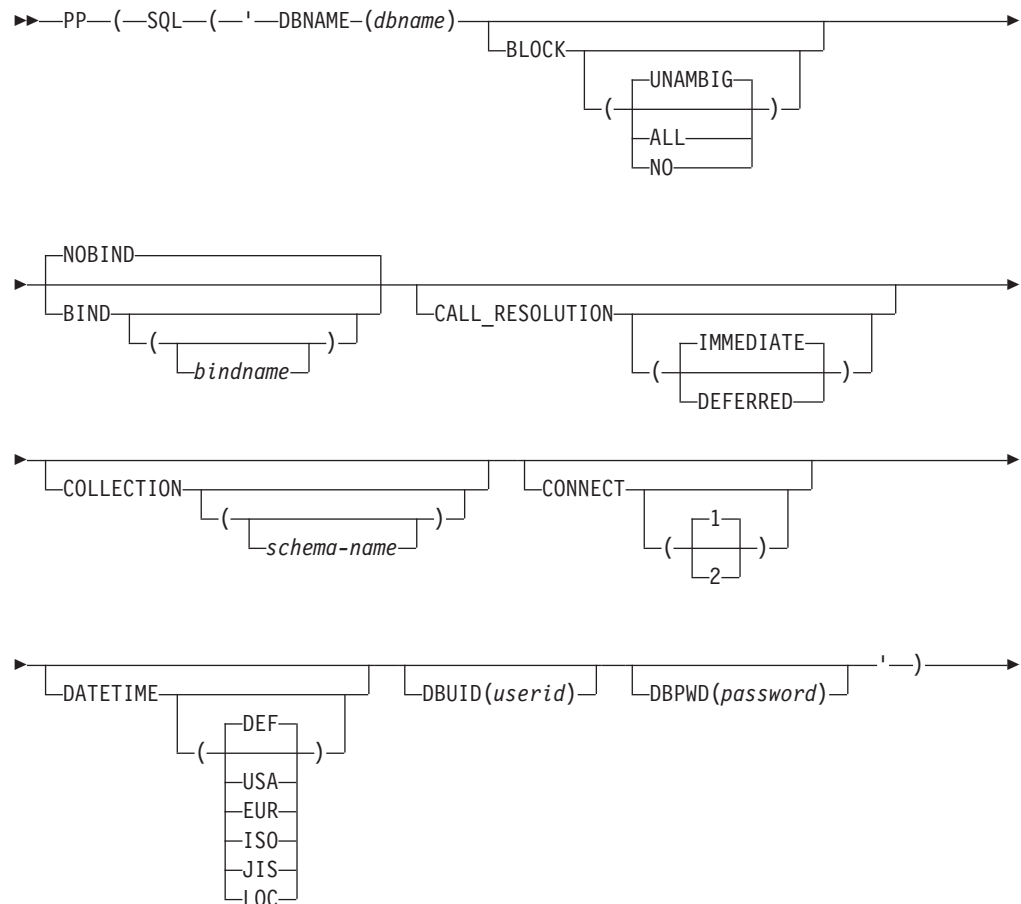 PP ( SQL ( ' DBNAME (dbname)
BLOCK
( UNAMBIG )
ALL
NO
NOBIND
BIND
( bindname )
CALL_RESOLUTION
( IMMEDIATE )
DEFERRED
COLLECTION
( schema-name )
CONNECT
( 1 )
2
DATETIME
( DEF )
USA
EUR
ISO
JIS
LOC
DBUID(userid)
DBPWD(password)
' )